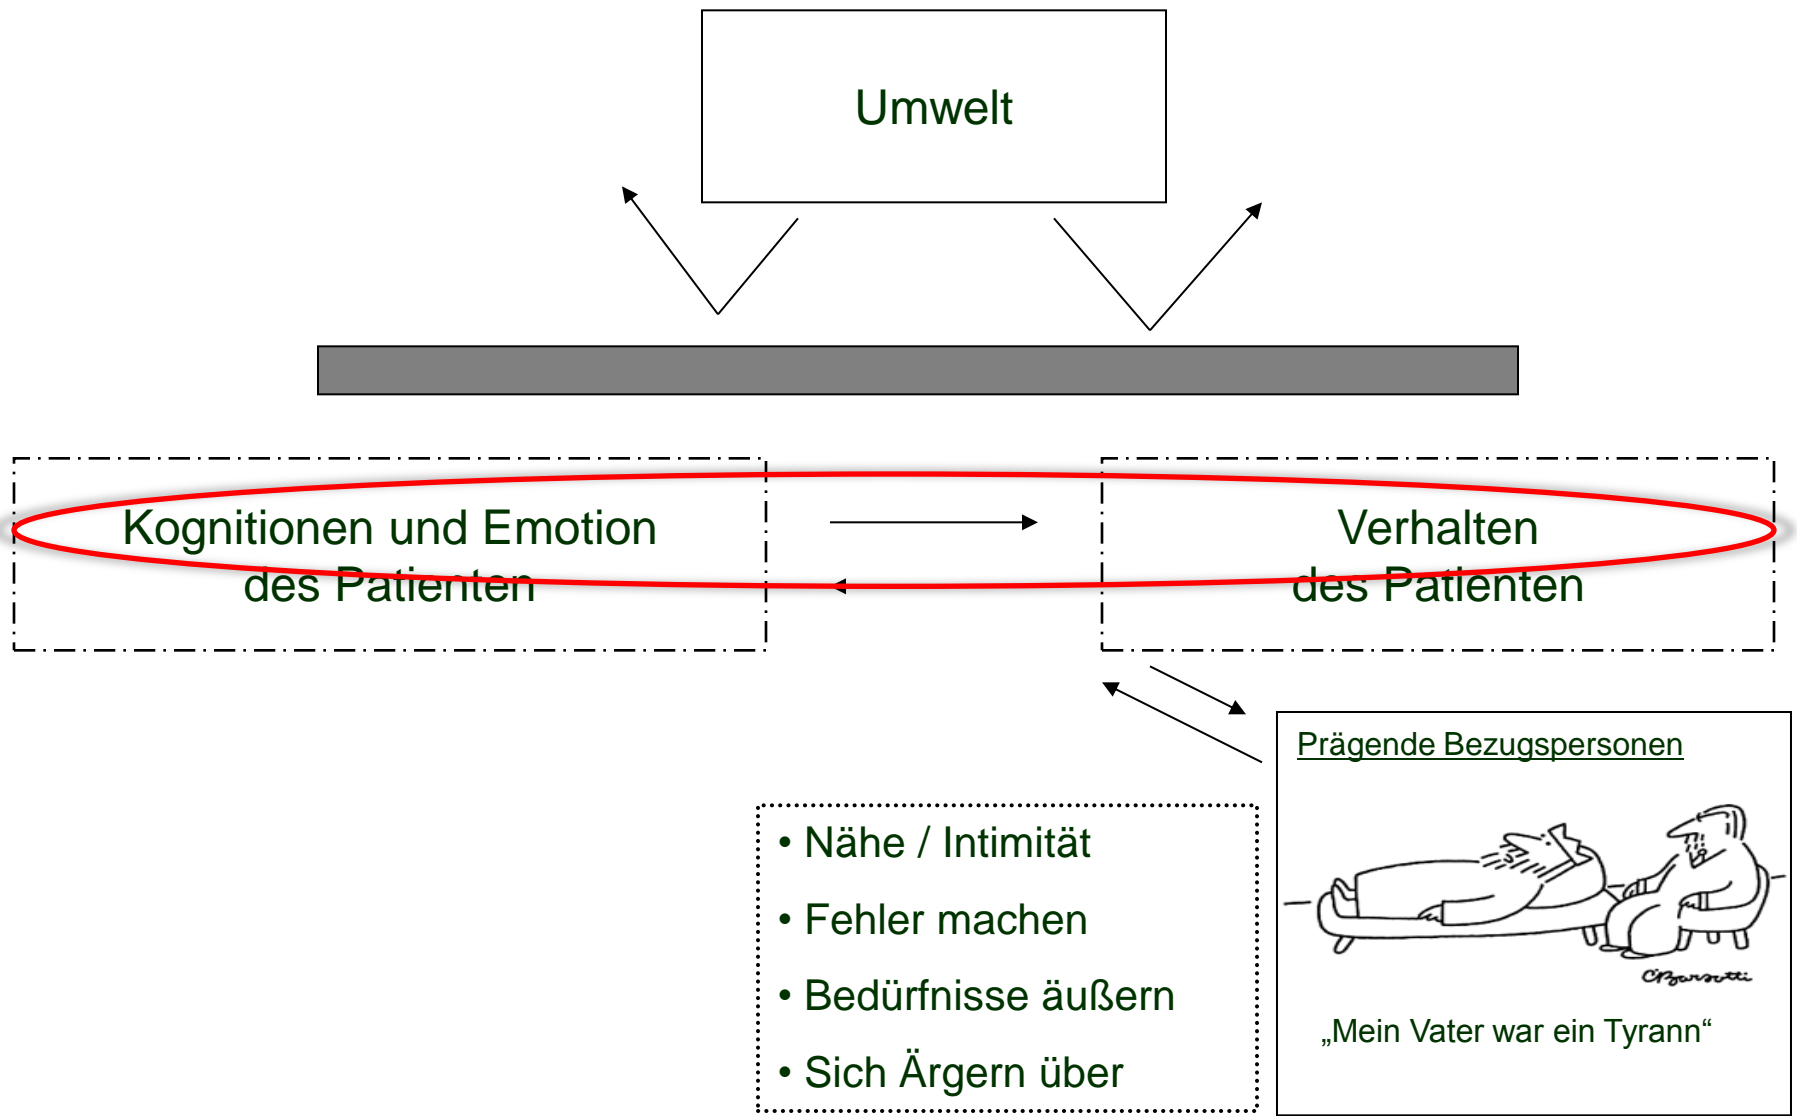 Umwelt
Kognitionen und Emotion
des Patienten
Verhalten
des Patienten
Prägende Bezugspersonen
• Nähe / Intimität
• Fehler machen
• Bedürfnisse äußern
• Sich Ärgern über
CBarsotti
„Mein Vater war ein Tyrann“